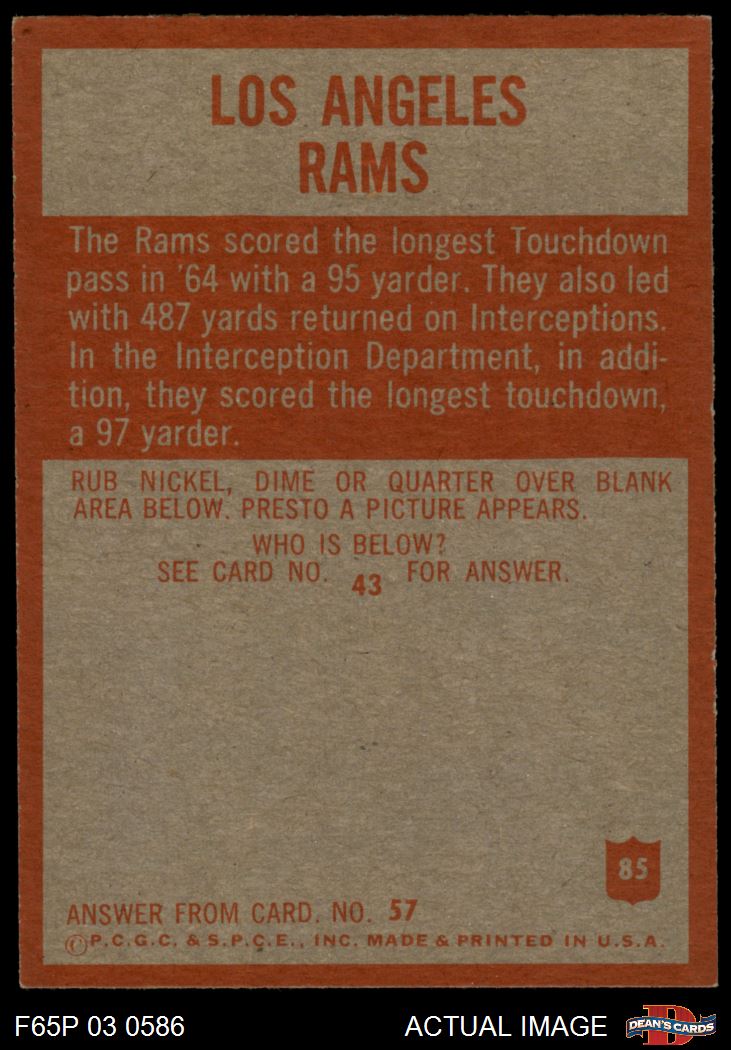 LOS ANGELES
RAMS
The Rams scored the longest Touchdown
pass in '64 with a 95 yarder. They also led
with 487 yards returned on Interceptions.
In the Interception Department, in addi-
tion, they scored the longest touchdown,
a 97 yarder.
RUB NICKEL, DIME OR QUARTER OVER BLANK
AREA BELOW. PRESTO A PICTURE APPEARS.
WHO IS BELOW?
SEE CARD NO. 43 FOR ANSWER.
85
ANSWER FROM CARD. NO. 57
©P.C.G.C. & S.P.C.E., INC. MADE & PRINTED IN U.S.A.
F65P 03 0586
ACTUAL IMAGE
D
DEAN'S CARDS